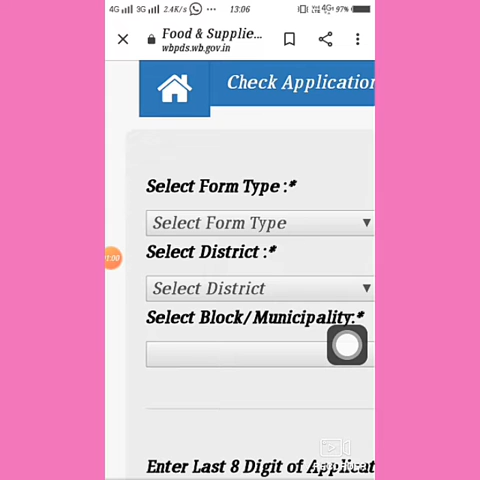 4G 3G 2.4K/s ... 13:06 4G 97%
Food & Supplie...
wbpds.wb.gov.in
Check Application
Select Form Type :*
Select Form Type
Select District :*
Select District
Select Block/Municipality:*
Enter Last 8 Digit of Applicat